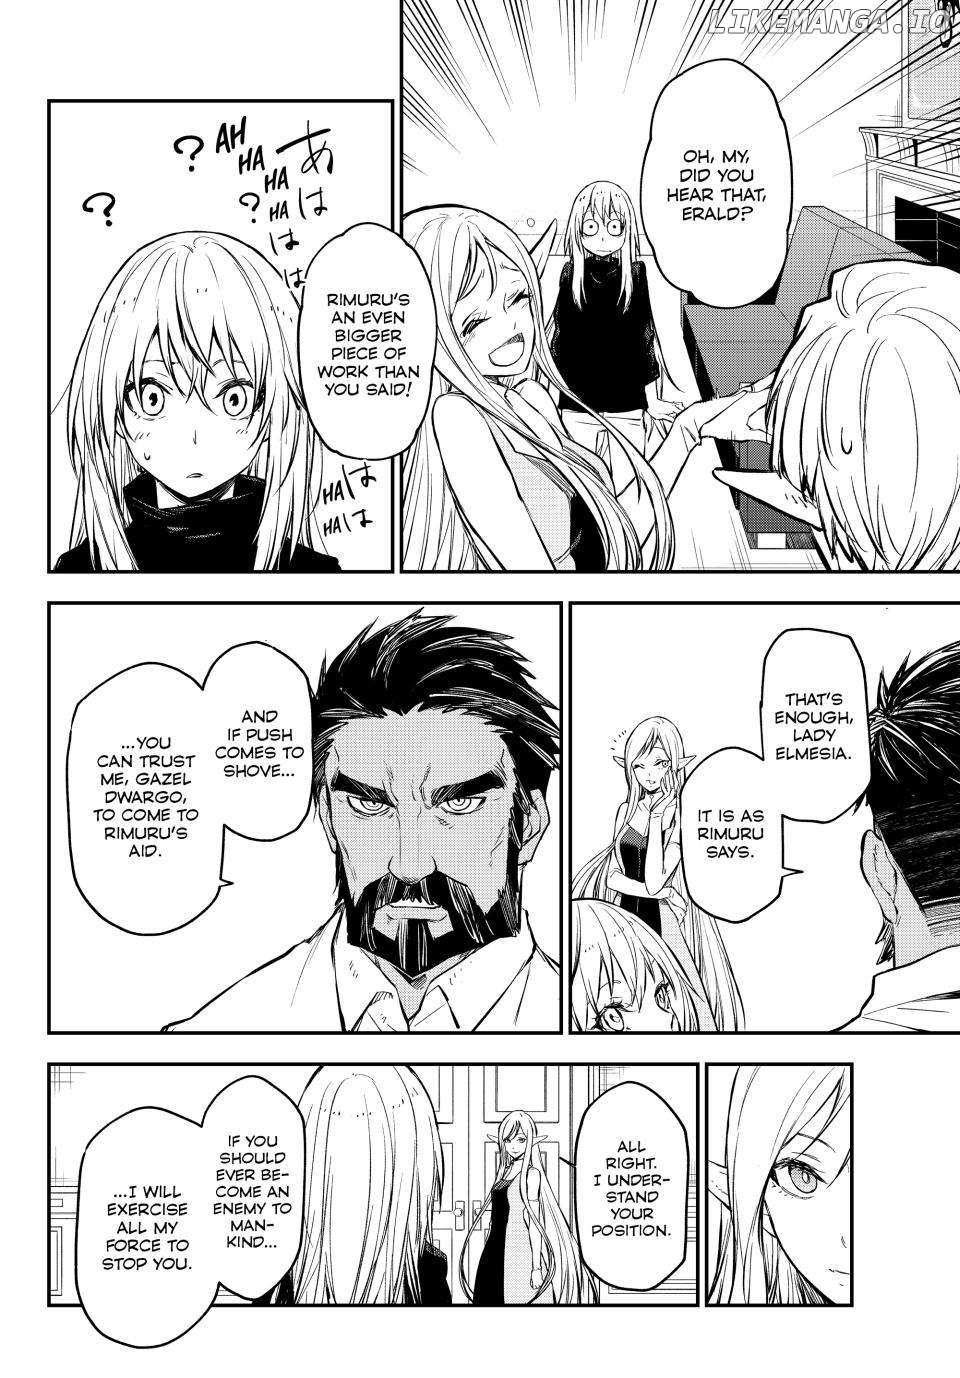 LIKEMANGA.IO
OH, MY,
DID YOU
HEAR THAT,
ERALD?
RIMURU'S
AN EVEN
BIGGER
PIECE OF
WORK THAN
YOU SAID!
あはははははは
AH
HA
HA
HA
HA
HA
?
?
?
THAT'S
ENOUGH,
LADY
ELMESIA.
IT IS AS
RIMURU
SAYS.
AND
IF PUSH
COMES TO
SHOVE...
...YOU
CAN TRUST
ME, GAZEL
DWARGO,
TO COME TO
RIMURU'S
AID.
ALL
RIGHT.
I UNDER-
STAND
YOUR
POSITION.
IF YOU
SHOULD
EVER BE-
COME AN
ENEMY TO
MAN-
KIND...
...I WILL
EXERCISE
ALL MY
FORCE TO
STOP YOU.